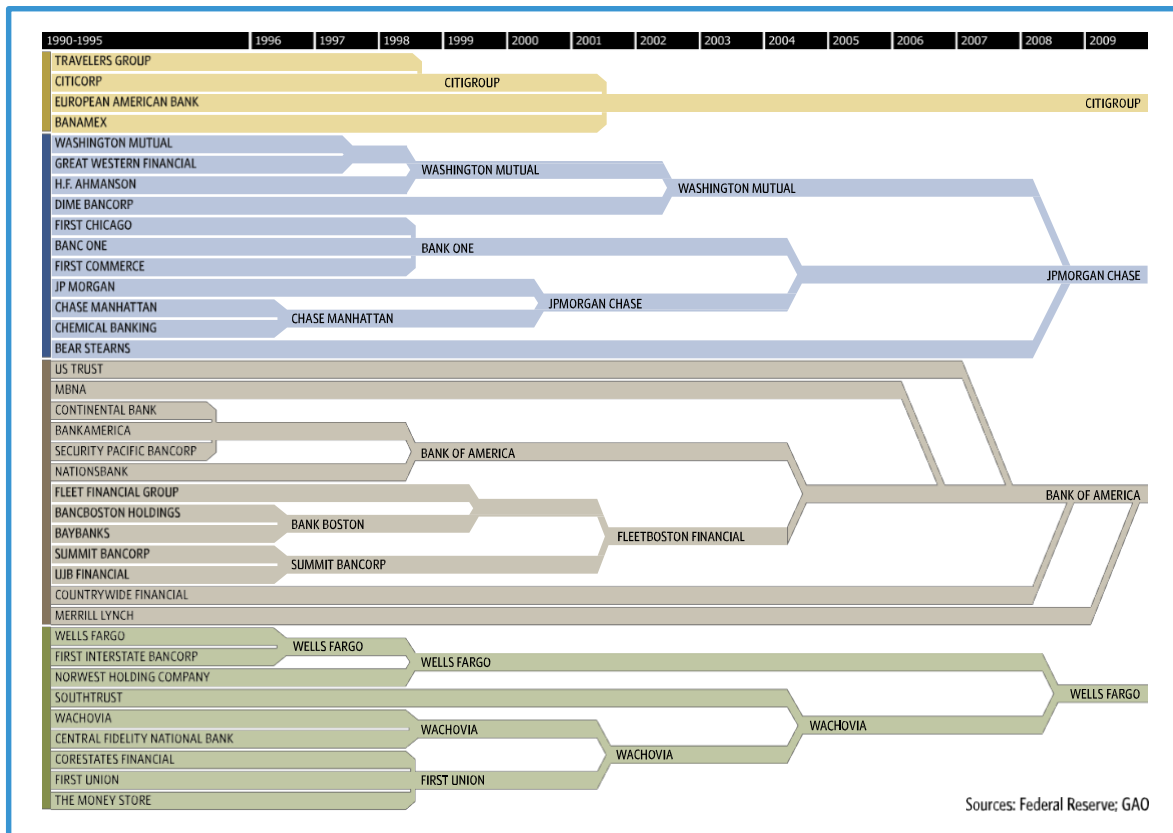 1990-1995 1996 1997 1998 1999 2000 2001 2002 2003 2004 2005 2006 2007 2008 2009
TRAVELERS GROUP
CITICORP CITIGROUP
EUROPEAN AMERICAN BANK CITIGROUP
BANAMEX
WASHINGTON MUTUAL
GREAT WESTERN FINANCIAL WASHINGTON MUTUAL
H.F. AHMANSON WASHINGTON MUTUAL
DIME BANCORP
FIRST CHICAGO
BANC ONE BANK ONE
FIRST COMMERCE JPMORGAN CHASE
JP MORGAN
CHASE MANHATTAN JPMORGAN CHASE
CHASE MANHATTAN
CHEMICAL BANKING
BEAR STEARNS
US TRUST
MBNA
CONTINENTAL BANK
BANKAMERICA
SECURITY PACIFIC BANCORP BANK OF AMERICA
NATIONSBANK
FLEET FINANCIAL GROUP BANK OF AMERICA
BANCBOSTON HOLDINGS
BANK BOSTON
BAYBANKS FLEETBOSTON FINANCIAL
SUMMIT BANCORP
SUMMIT BANCORP
UJB FINANCIAL
COUNTRYWIDE FINANCIAL
MERRILL LYNCH
WELLS FARGO
WELLS FARGO
FIRST INTERSTATE BANCORP WELLS FARGO
NORWEST HOLDING COMPANY
SOUTHTRUST WELLS FARGO
WACHOVIA
WACHOVIA WACHOVIA
CENTRAL FIDELITY NATIONAL BANK
CORESTATES FINANCIAL WACHOVIA
FIRST UNION FIRST UNION
THE MONEY STORE
Sources: Federal Reserve; GAO